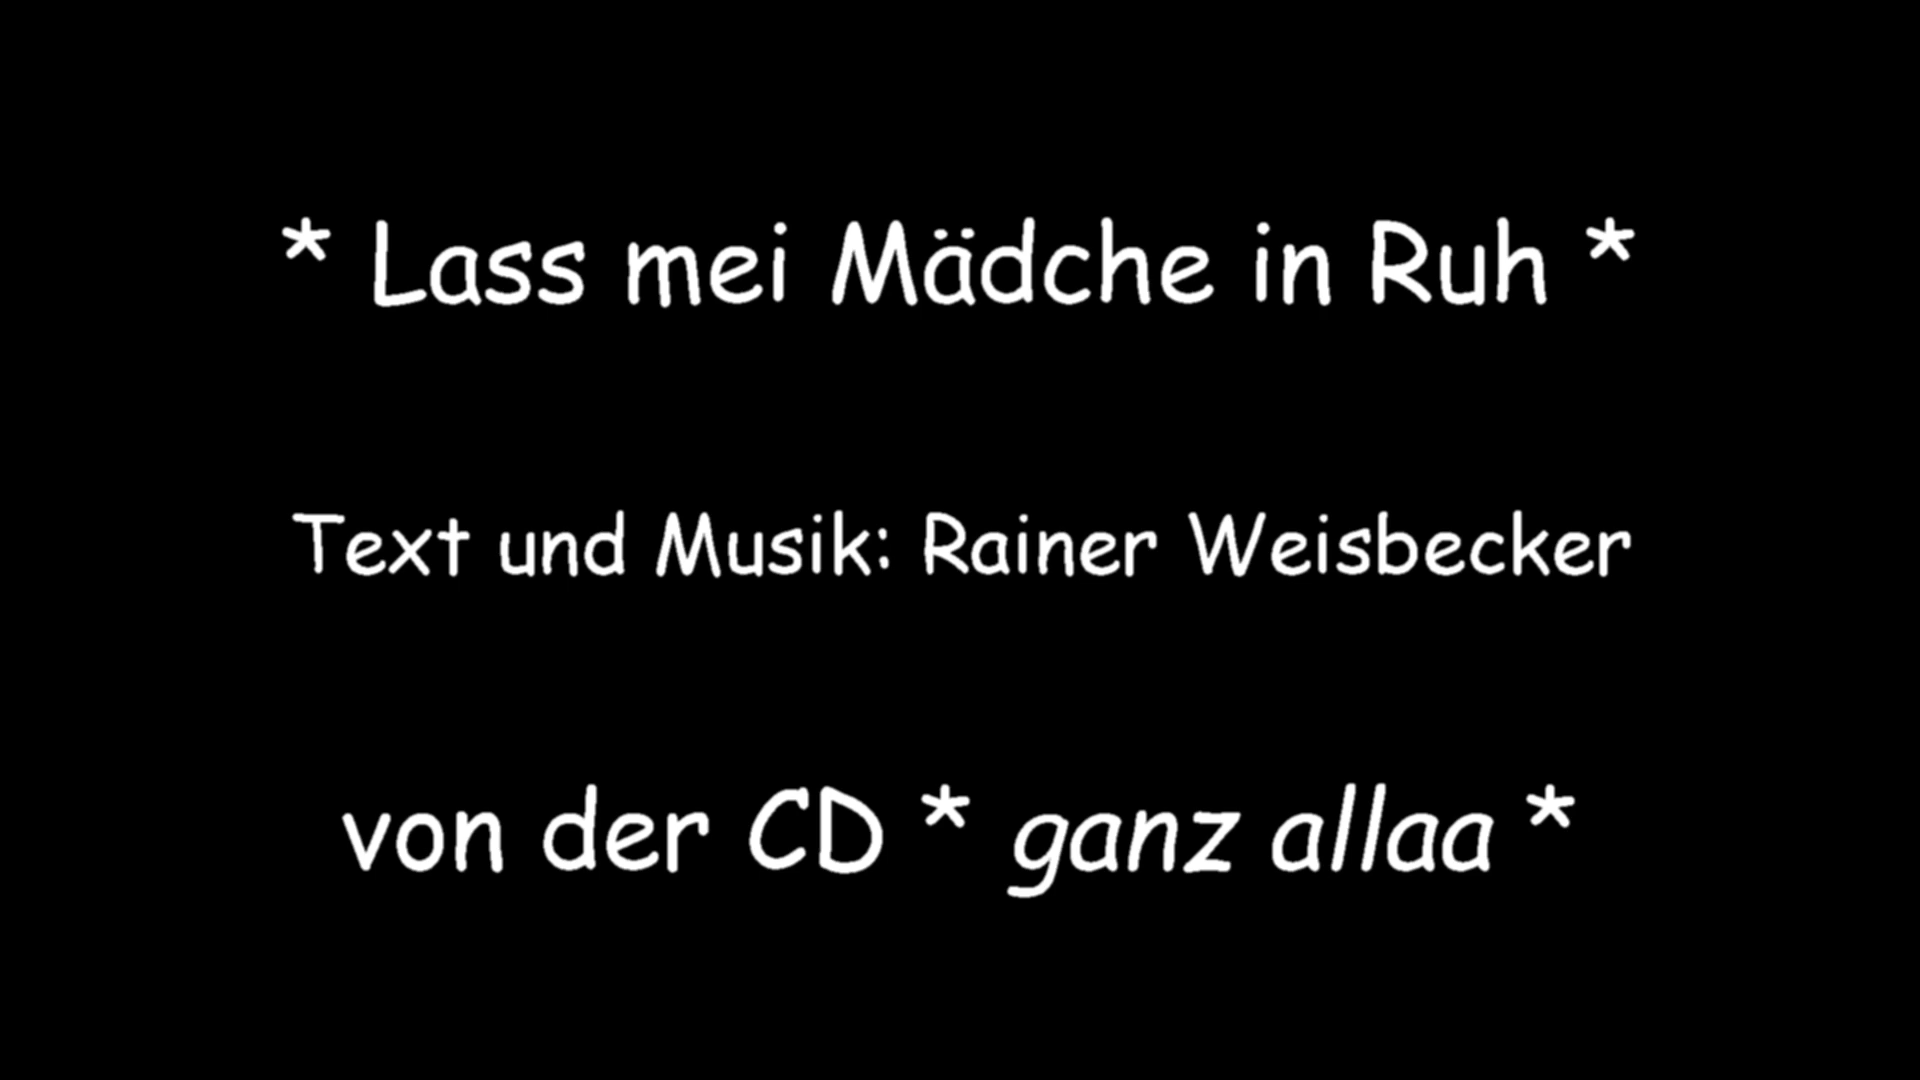 * Lass mei Mädche in Ruh *
Text und Musik: Rainer Weisbecker
von der CD * ganz allaa *